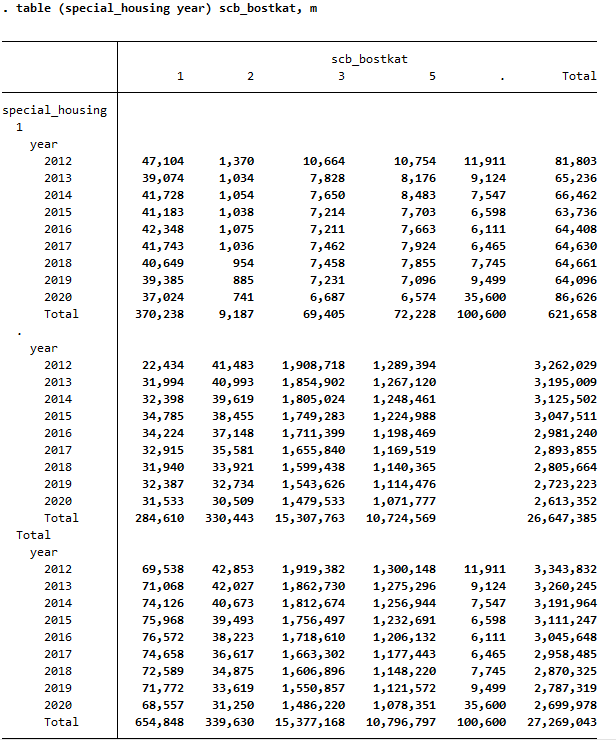 . table (special_housing year) scb_bostkat, m
scb_bostkat
1 2 3 5 . Total
special_housing
1
year
2012 47,104 1,370 10,664 10,754 11,911 81,803
2013 39,074 1,034 7,828 8,176 9,124 65,236
2014 41,728 1,054 7,650 8,483 7,547 66,462
2015 41,183 1,038 7,214 7,703 6,598 63,736
2016 42,348 1,075 7,211 7,663 6,111 64,408
2017 41,743 1,036 7,462 7,924 6,465 64,630
2018 40,649 954 7,458 7,855 7,745 64,661
2019 39,385 885 7,231 7,096 9,499 64,096
2020 37,024 741 6,687 6,574 35,600 86,626
Total 370,238 9,187 69,405 72,228 100,600 621,658
.
year
2012 22,434 41,483 1,908,718 1,289,394 3,262,029
2013 31,994 40,993 1,854,902 1,267,120 3,195,009
2014 32,398 39,619 1,805,024 1,248,461 3,125,502
2015 34,785 38,455 1,749,283 1,224,988 3,047,511
2016 34,224 37,148 1,711,399 1,198,469 2,981,240
2017 32,915 35,581 1,655,840 1,169,519 2,893,855
2018 31,940 33,921 1,599,438 1,140,365 2,805,664
2019 32,387 32,734 1,543,626 1,114,476 2,723,223
2020 31,533 30,509 1,479,533 1,071,777 2,613,352
Total 284,610 330,443 15,307,763 10,724,569 26,647,385
Total
year
2012 69,538 42,853 1,919,382 1,300,148 11,911 3,343,832
2013 71,068 42,027 1,862,730 1,275,296 9,124 3,260,245
2014 74,126 40,673 1,812,674 1,256,944 7,547 3,191,964
2015 75,968 39,493 1,756,497 1,232,691 6,598 3,111,247
2016 76,572 38,223 1,718,610 1,206,132 6,111 3,045,648
2017 74,658 36,617 1,663,302 1,177,443 6,465 2,958,485
2018 72,589 34,875 1,606,896 1,148,220 7,745 2,870,325
2019 71,772 33,619 1,550,857 1,121,572 9,499 2,787,319
2020 68,557 31,250 1,486,220 1,078,351 35,600 2,699,978
Total 654,848 339,630 15,377,168 10,796,797 100,600 27,269,043